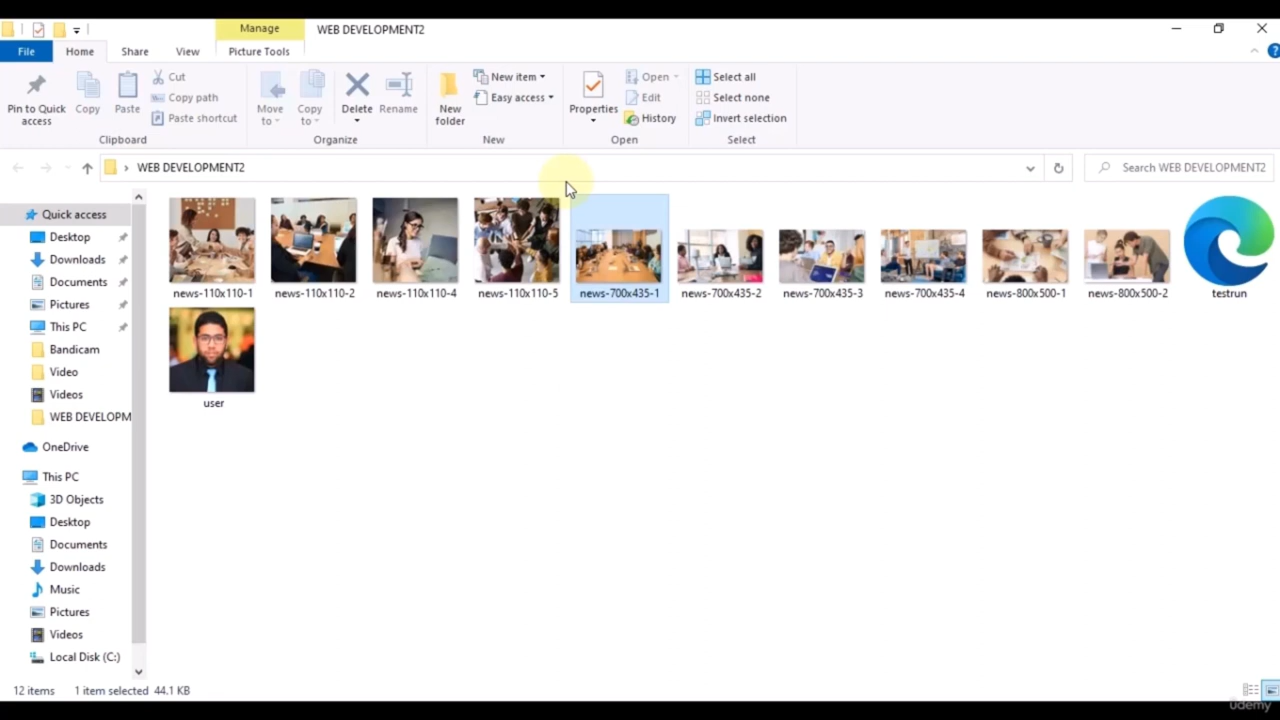 Manage
WEB DEVELOPMENT2
File
Home
Share
View
Picture Tools
Pin to Quick access
Copy
Paste
Cut
Copy path
Paste shortcut
Clipboard
Move to
Copy to
Delete
Rename
Organize
New folder
New item
Easy access
New
Properties
Open
Edit
History
Open
Select all
Select none
Invert selection
Select
WEB DEVELOPMENT2
Search WEB DEVELOPMENT2
Quick access
Desktop
Downloads
Documents
Pictures
This PC
Bandicam
Video
Videos
WEB DEVELOPM
OneDrive
This PC
3D Objects
Desktop
Documents
Downloads
Music
Pictures
Videos
Local Disk (C:)
news-110x110-1
news-110x110-2
news-110x110-4
news-110x110-5
news-700x435-1
news-700x435-2
news-700x435-3
news-700x435-4
news-800x500-1
news-800x500-2
testrun
user
12 items
1 item selected 44.1 KB
udemy